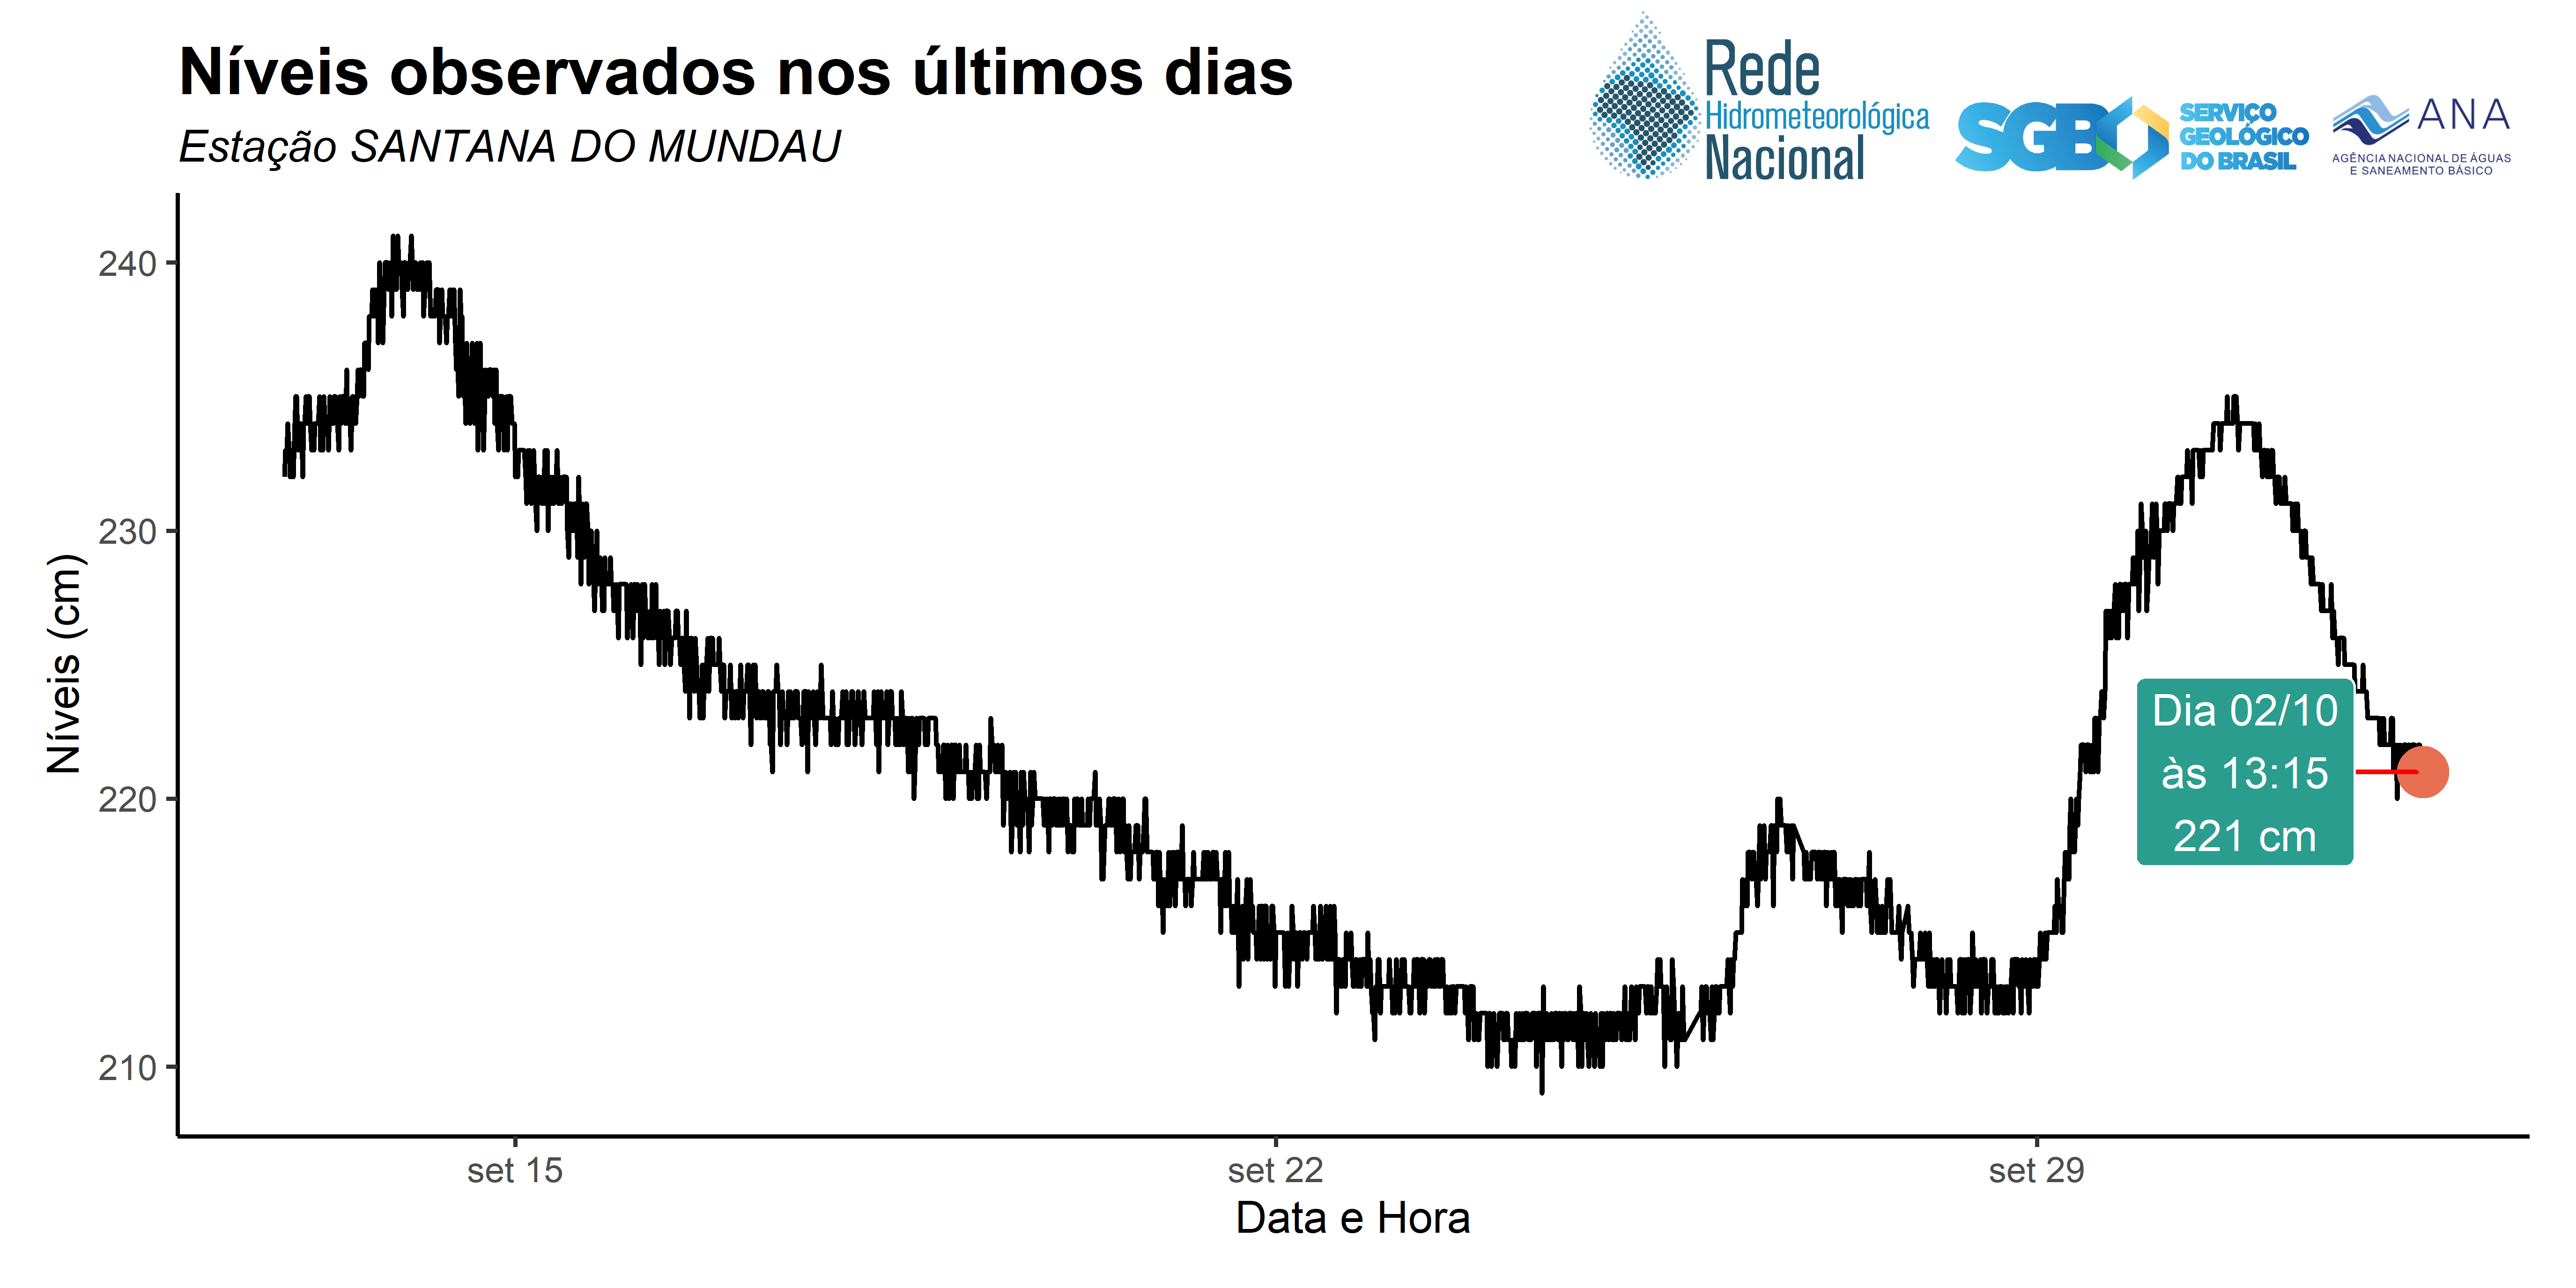 Níveis observados nos últimos dias
Estação SANTANA DO MUNDAU
Rede
Hidrometeorológica
Nacional
SGB
SERVIÇO
GEOLÓGICO
DO BRASIL
ANA
AGÊNCIA NACIONAL DE ÁGUAS
E SANEAMENTO BÁSICO
Níveis (cm)
240
230
220
210
Dia 02/10
às 13:15
221 cm
set 15
set 22
set 29
Data e Hora